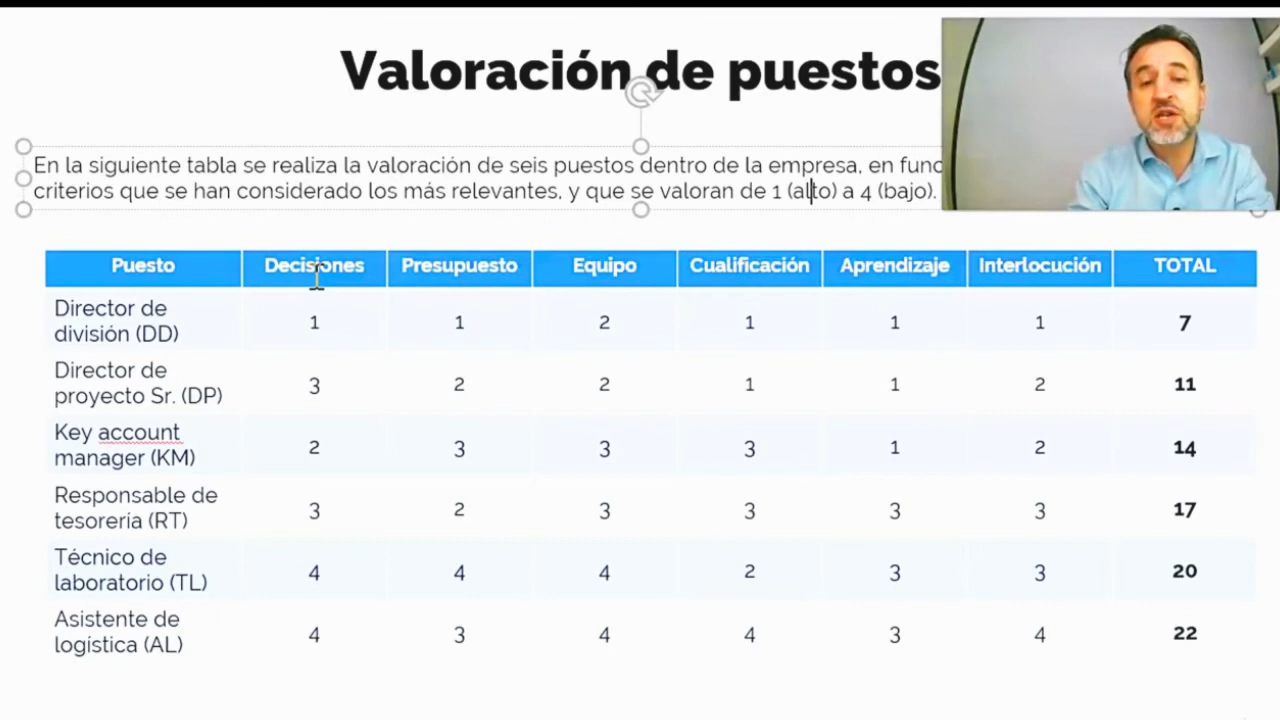 Valoración de puestos
En la siguiente tabla se realiza la valoración de seis puestos dentro de la empresa, en
criterios que se han considerado los más relevantes, y que se valoran de 1 (alto) a 4 (bajo).
Puesto Decisiones Presupuesto Equipo Cualificación Aprendizaje Interlocución TOTAL
Director de
división (DD) 1 1 2 1 1 1 7
Director de
proyecto Sr. (DP) 3 2 2 1 1 2 11
Key account
manager (KM) 2 3 3 3 1 2 14
Responsable de
tesorería (RT) 3 2 3 3 3 3 17
Técnico de
laboratorio (TL) 4 4 4 2 3 3 20
Asistente de
logística (AL) 4 3 4 4 3 4 22